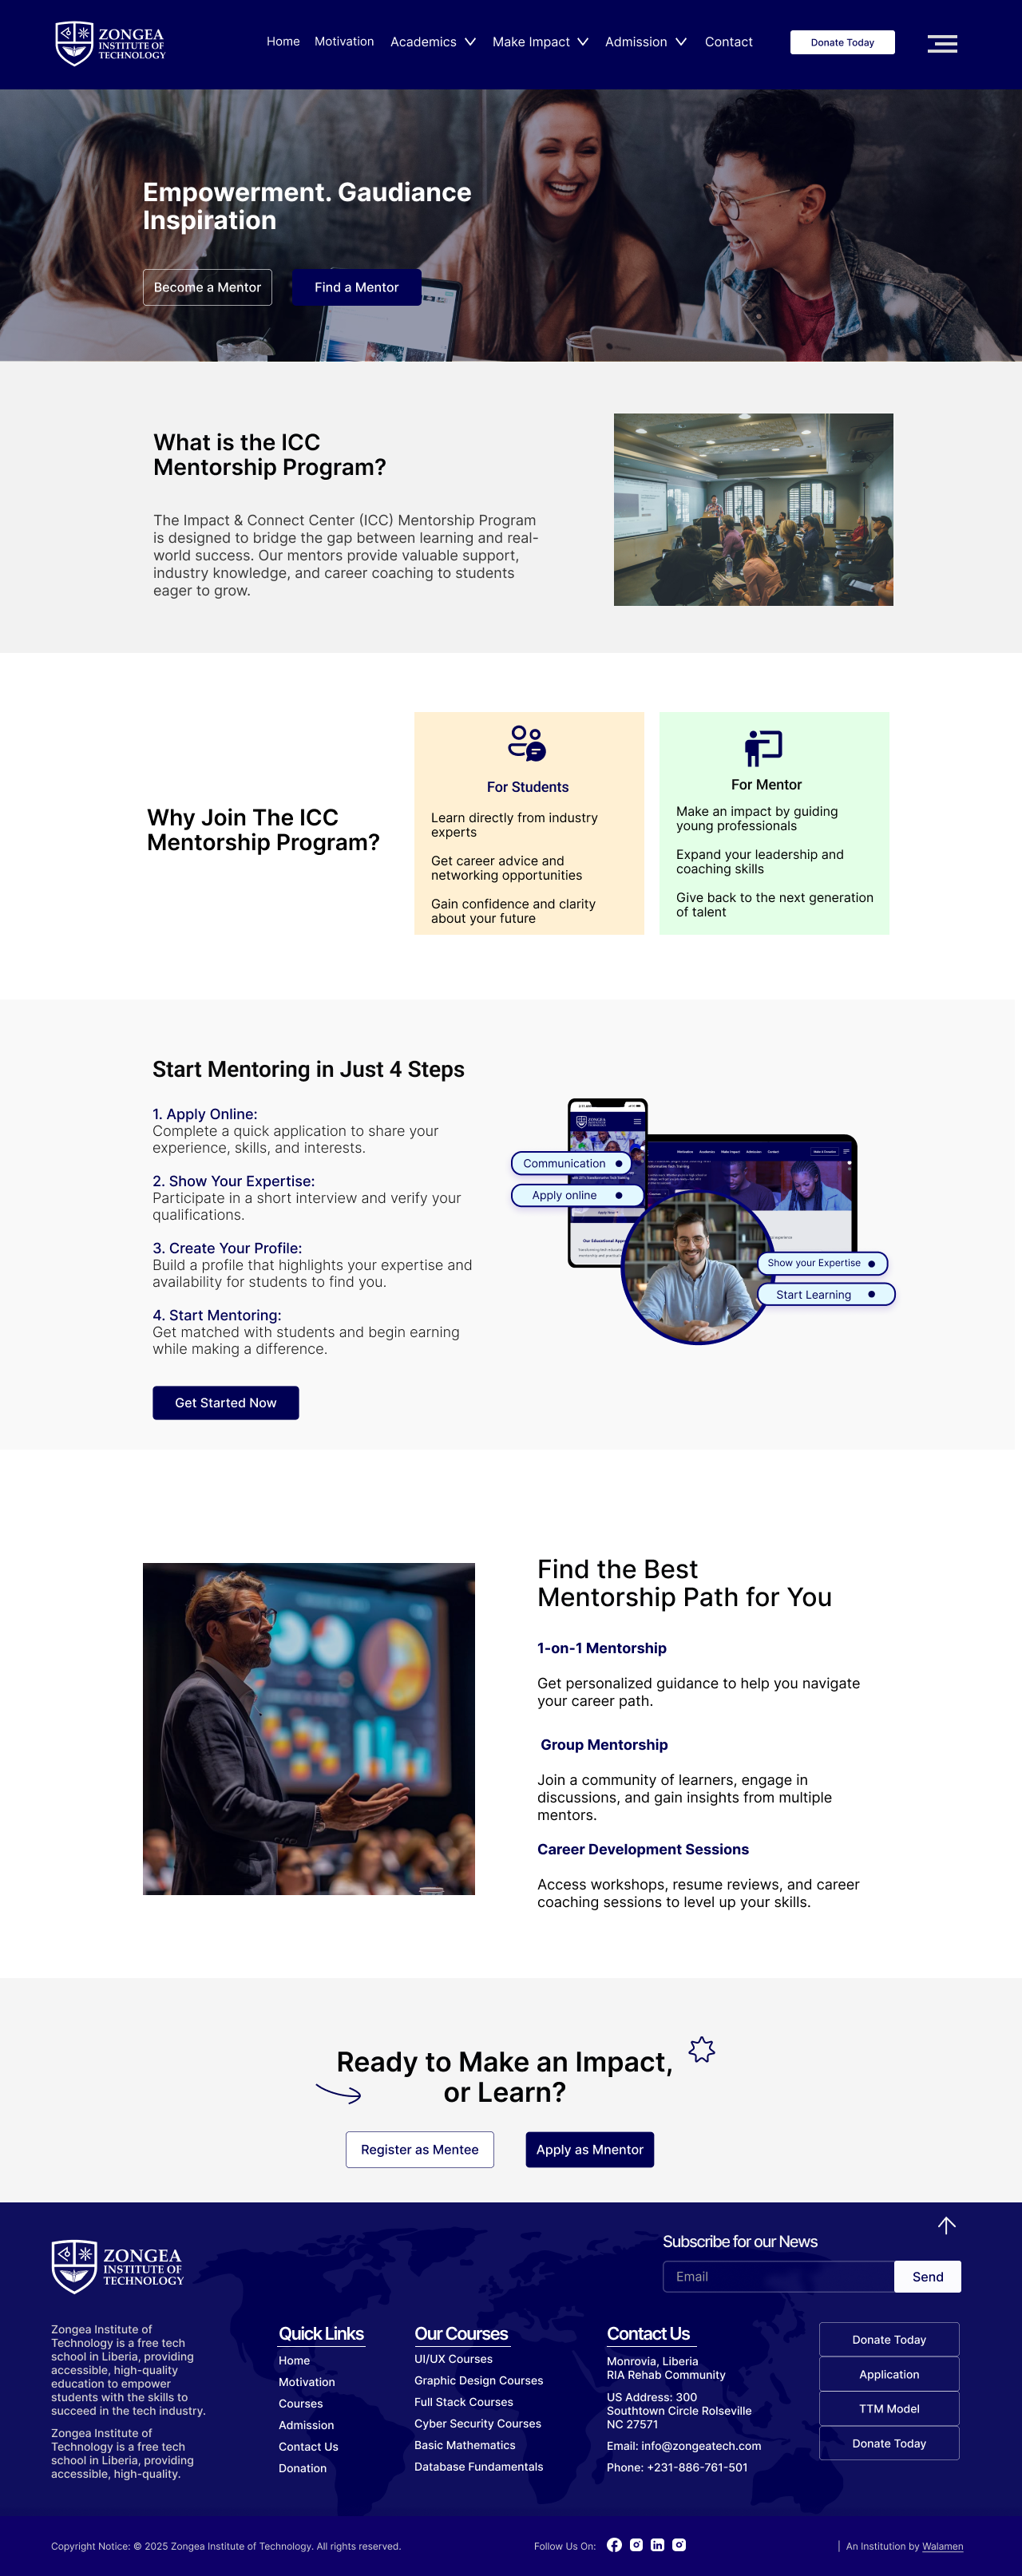 ZONGEA
INSTITUTE OF
TECHNOLOGY
Home
Motivation
Academics
Make Impact
Admission
Contact
Donate Today
Empowerment. Gaudiance
Inspiration
Become a Mentor
Find a Mentor
What is the ICC
Mentorship Program?
The Impact & Connect Center (ICC) Mentorship Program
is designed to bridge the gap between learning and real-
world success. Our mentors provide valuable support,
industry knowledge, and career coaching to students
eager to grow.
Why Join The ICC
Mentorship Program?
For Students
Learn directly from industry
experts
Get career advice and
networking opportunities
Gain confidence and clarity
about your future
For Mentor
Make an impact by guiding
young professionals
Expand your leadership and
coaching skills
Give back to the next generation
of talent
Start Mentoring in Just 4 Steps
1. Apply Online:
Complete a quick application to share your
experience, skills, and interests.
2. Show Your Expertise:
Participate in a short interview and verify your
qualifications.
3. Create Your Profile:
Build a profile that highlights your expertise and
availability for students to find you.
4. Start Mentoring:
Get matched with students and begin earning
while making a difference.
Get Started Now
ZONGEA
INSTITUTE OF
TECHNOLOGY
Communication
Apply online
Show your Expertise
Start Learning
Find the Best
Mentorship Path for You
1-on-1 Mentorship
Get personalized guidance to help you navigate
your career path.
Group Mentorship
Join a community of learners, engage in
discussions, and gain insights from multiple
mentors.
Career Development Sessions
Access workshops, resume reviews, and career
coaching sessions to level up your skills.
Ready to Make an Impact,
or Learn?
Register as Mentee
Apply as Mnentor
ZONGEA
INSTITUTE OF
TECHNOLOGY
Subscribe for our News
Email
Send
Zongea Institute of
Technology is a free tech
school in Liberia, providing
accessible, high-quality
education to empower
students with the skills to
succeed in the tech industry.
Zongea Institute of
Technology is a free tech
school in Liberia, providing
accessible, high-quality.
Quick Links
Home
Motivation
Courses
Admission
Contact Us
Donation
Our Courses
UI/UX Courses
Graphic Design Courses
Full Stack Courses
Cyber Security Courses
Basic Mathematics
Database Fundamentals
Contact Us
Monrovia, Liberia
RIA Rehab Community
US Address: 300
Southtown Circle Rolseville
NC 27571
Email: info@zongeatech.com
Phone: +231-886-761-501
Donate Today
Application
TTM Model
Donate Today
Copyright Notice: © 2025 Zongea Institute of Technology. All rights reserved.
Follow Us On:
| An Institution by Walamen